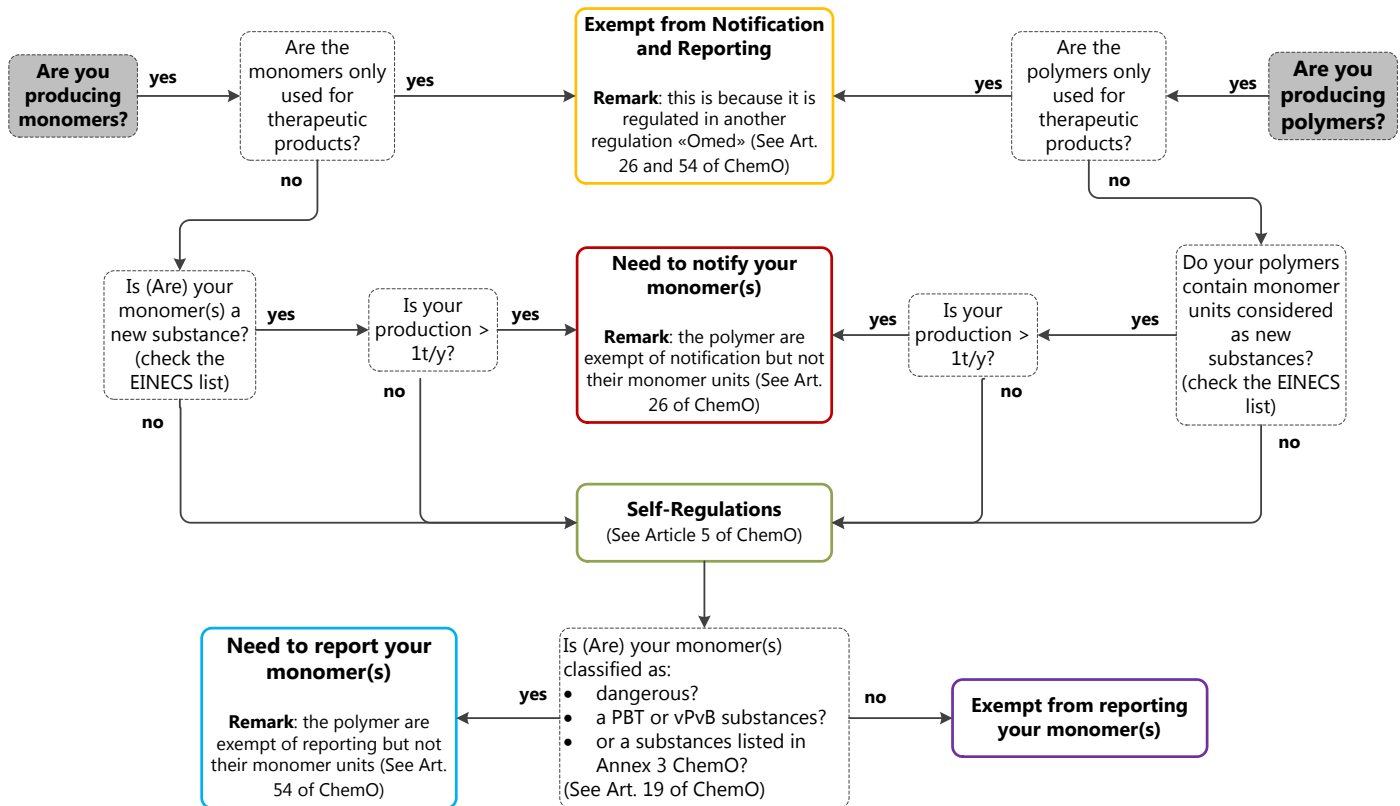 Are you
producing
monomers?
yes
Are the
monomers only
used for
therapeutic
products?
yes
no
Exempt from Notification
and Reporting
Remark: this is because it is
regulated in another
regulation «Omed» (See Art.
26 and 54 of ChemO)
yes
Are the
polymers only
used for
therapeutic
products?
yes
no
Are you
producing
polymers?
Is (Are) your
monomer(s) a
new substance?
(check the
EINECS list)
yes
no
Is your
production >
1t/y?
yes
no
Need to notify your
monomer(s)
Remark: the polymer are
exempt of notification but not
their monomer units (See Art.
26 of ChemO)
yes
Is your
production >
1t/y?
no
yes
Do your polymers
contain monomer
units considered
as new
substances?
(check the EINECS
list)
no
Self-Regulations
(See Article 5 of ChemO)
Need to report your
monomer(s)
Remark: the polymer are
exempt of reporting but not
their monomer units (See Art.
54 of ChemO)
yes
Is (Are) your monomer(s)
classified as:
• dangerous?
• a PBT or vPvB substances?
• or a substances listed in
Annex 3 ChemO?
(See Art. 19 of ChemO)
no
Exempt from reporting
your monomer(s)